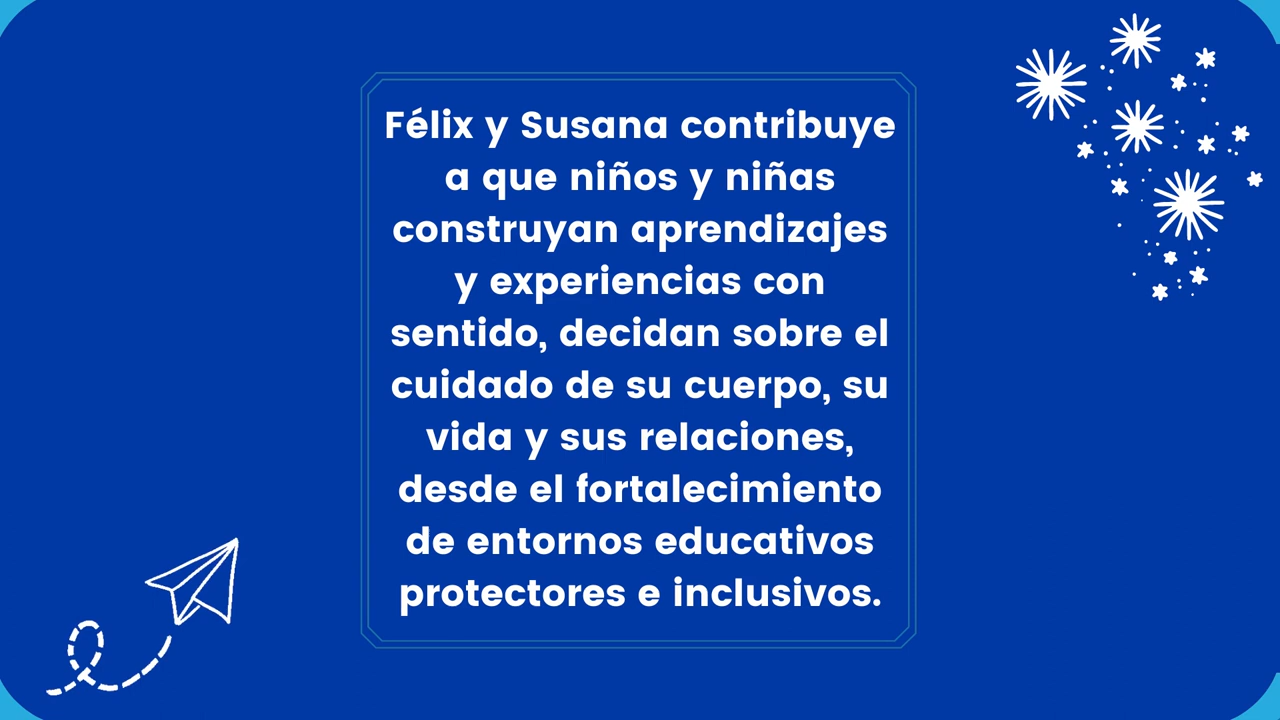 Félix y Susana contribuye
a que niños y niñas
construyan aprendizajes
y experiencias con
sentido, decidan sobre el
cuidado de su cuerpo, su
vida y sus relaciones,
desde el fortalecimiento
de entornos educativos
protectores e inclusivos.